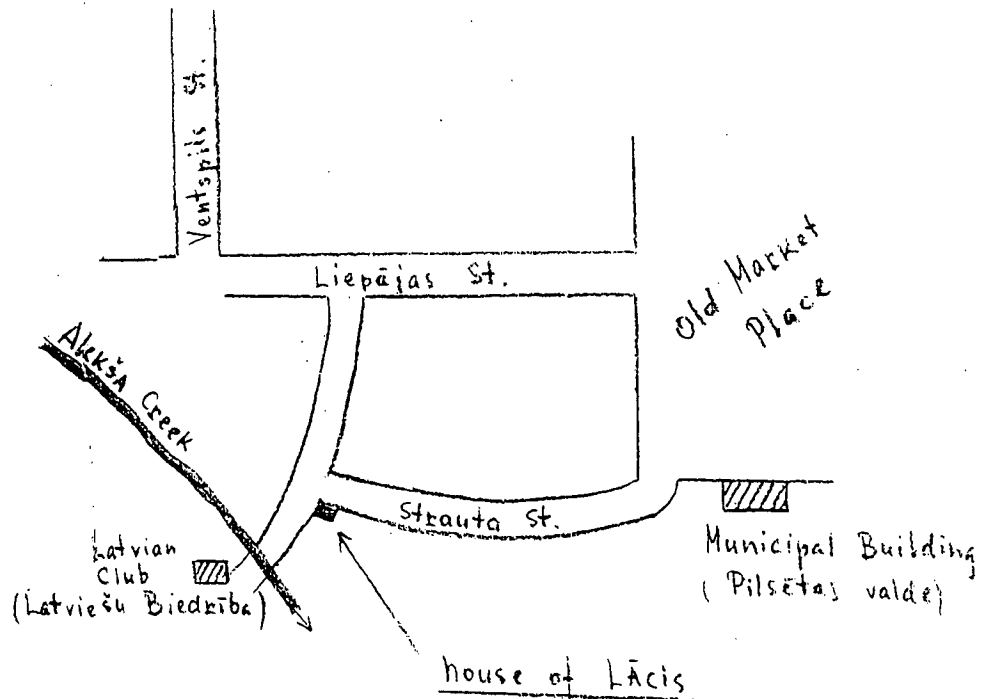 Ventspils St.
Liepājas St.
Old Market
Place
Alekša Creek
Strauta St.
Latvian
Club
(Latviešu Biedrība)
Municipal Building
(Pilsētas valde)
house of Lācis